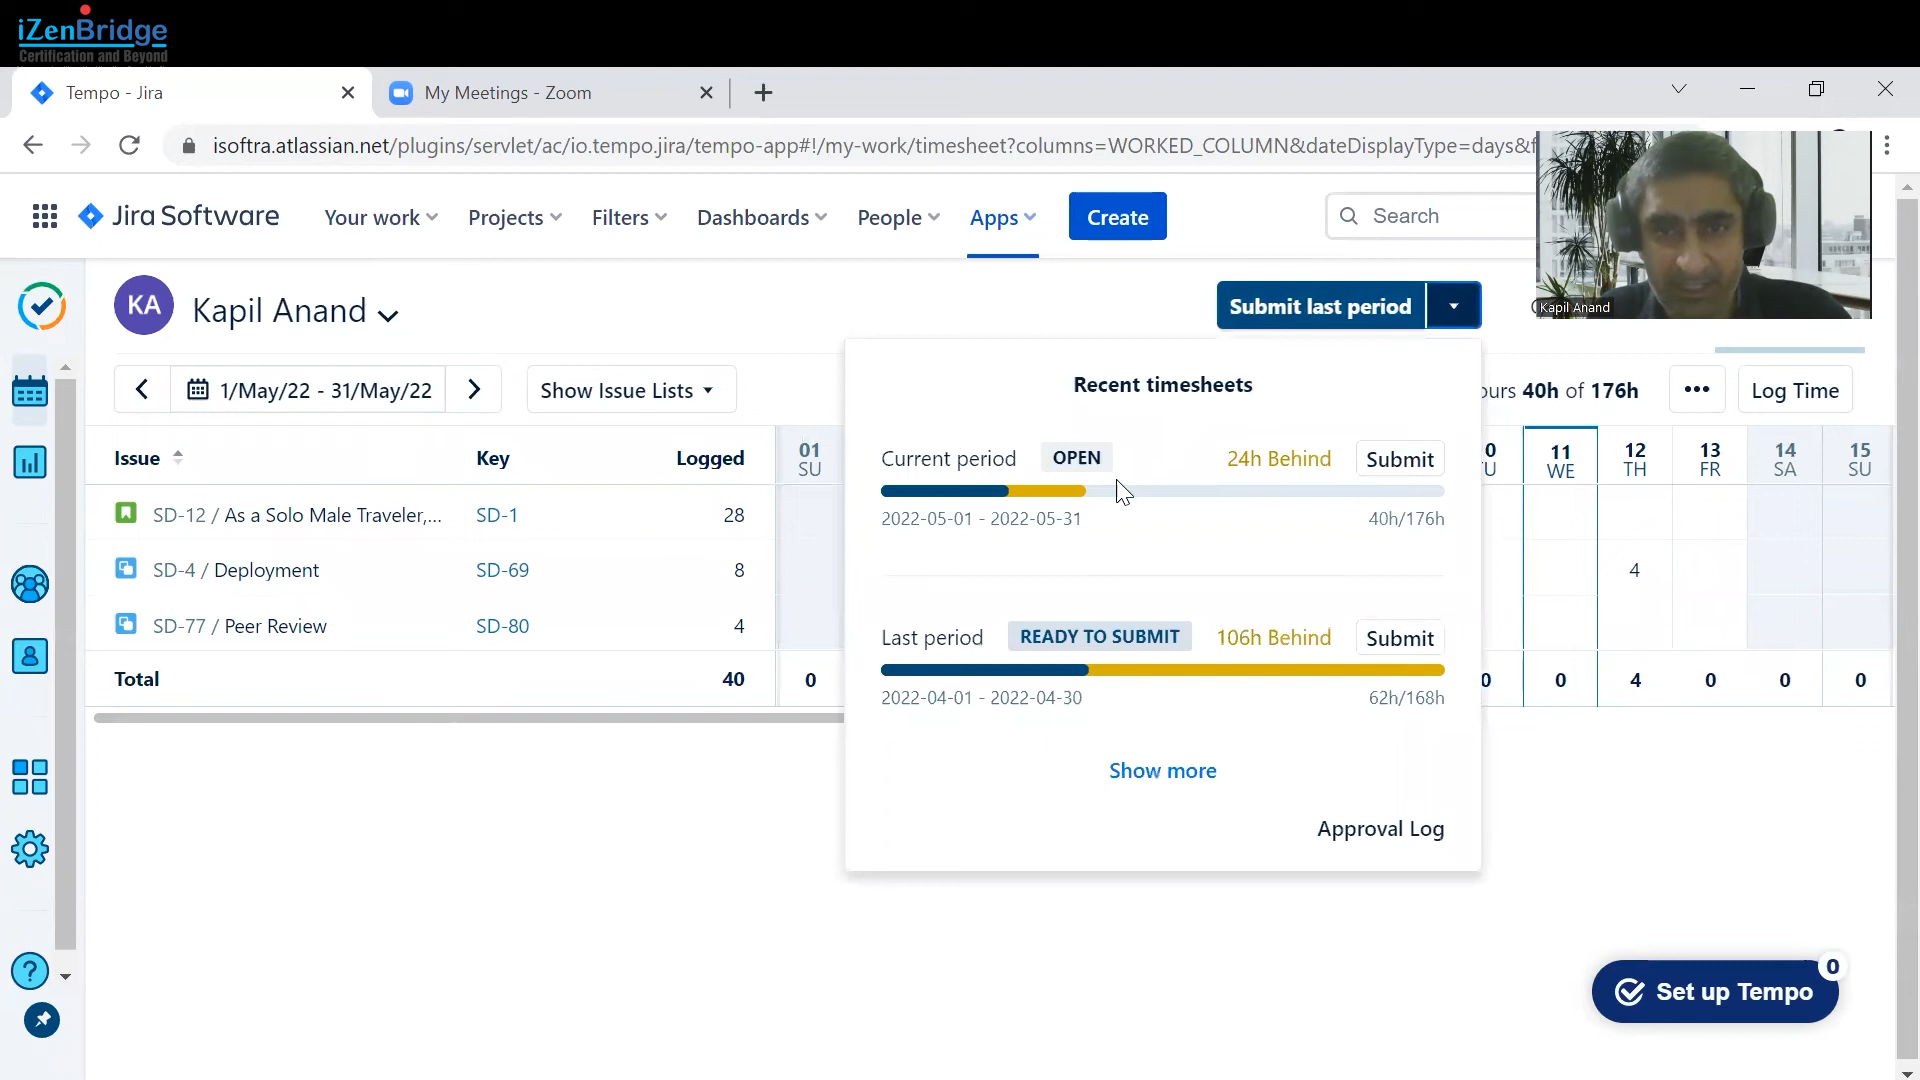 iZenBridge
Certification and Beyond
Tempo - Jira
My Meetings - Zoom
isoftra.atlassian.net/plugins/servlet/ac/io.tempo.jira/tempo-app#!/my-work/timesheet?columns=WORKED_COLUMN&dateDisplayType=days&f
Jira Software
Your work
Projects
Filters
Dashboards
People
Apps
Create
Search
Kapil Anand
KA
Kapil Anand
Submit last period
1/May/22 - 31/May/22
Show Issue Lists
40h of 176h
•••
Log Time
Issue
Key
Logged
01
SU
11
WE
12
TH
13
FR
14
SA
15
SU
SD-12 / As a Solo Male Traveler,...
SD-1
28
SD-4 / Deployment
SD-69
8
4
SD-77 / Peer Review
SD-80
4
Total
40
0
0
0
4
0
0
0
Recent timesheets
Current period
OPEN
24h Behind
Submit
2022-05-01 - 2022-05-31
40h/176h
Last period
READY TO SUBMIT
106h Behind
Submit
2022-04-01 - 2022-04-30
62h/168h
Show more
Approval Log
?
Set up Tempo
0